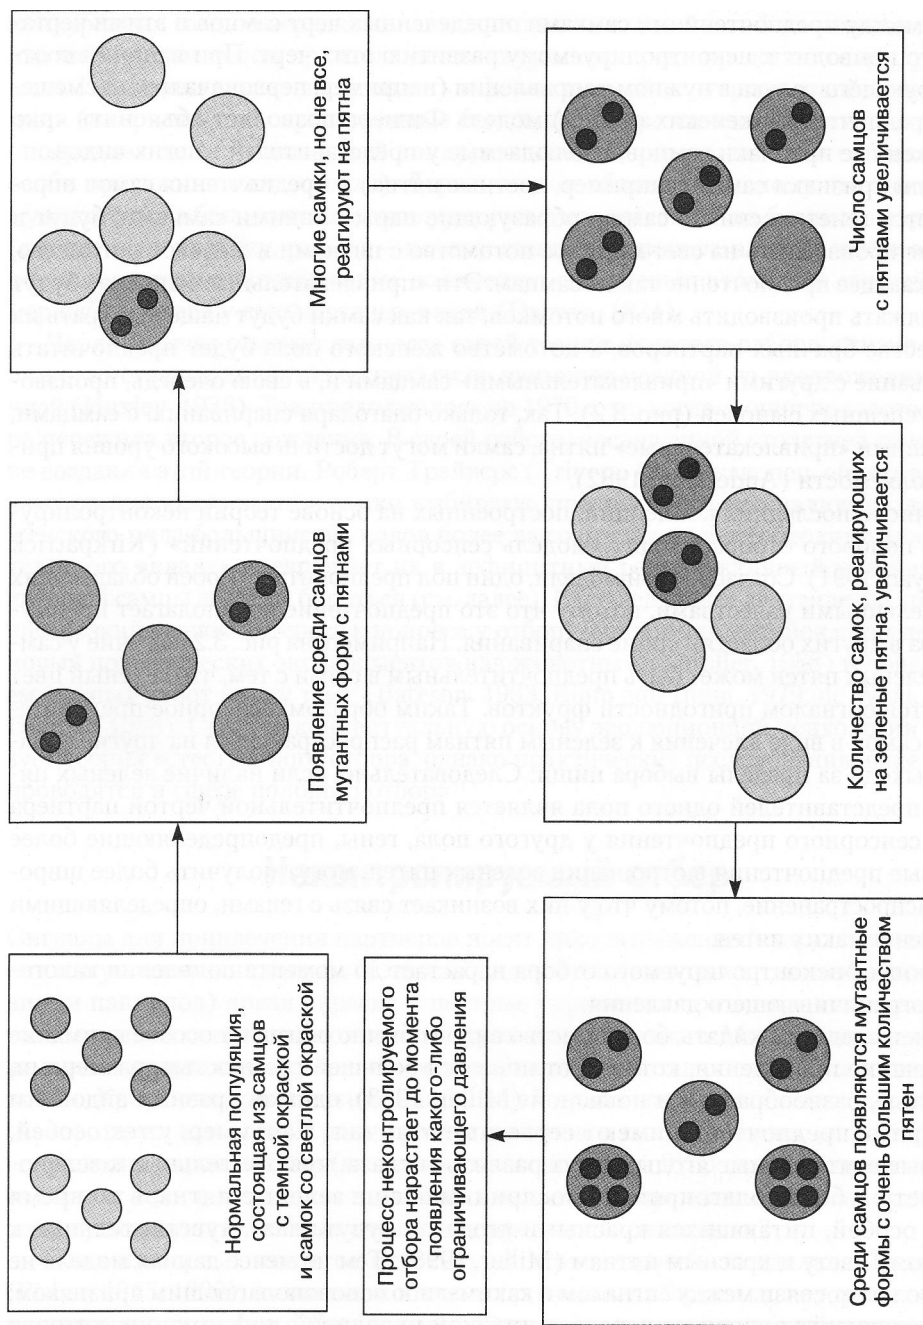 Нормальная популяция,
состоящая из самцов
с темной окраской
и самок со светлой окраской
Появление среди самцов
мутантных форм с пятнами
Многие самки, но не все,
реагируют на пятна
Число самцов
с пятнами увеличивается
Количество самок, реагирующих
на зеленые пятна, увеличивается
Среди самцов появляются мутантные
формы с очень большим количеством
пятен
Процесс неконтролируемого
отбора нарастает до момента
появления какого-либо
ограничивающего давления